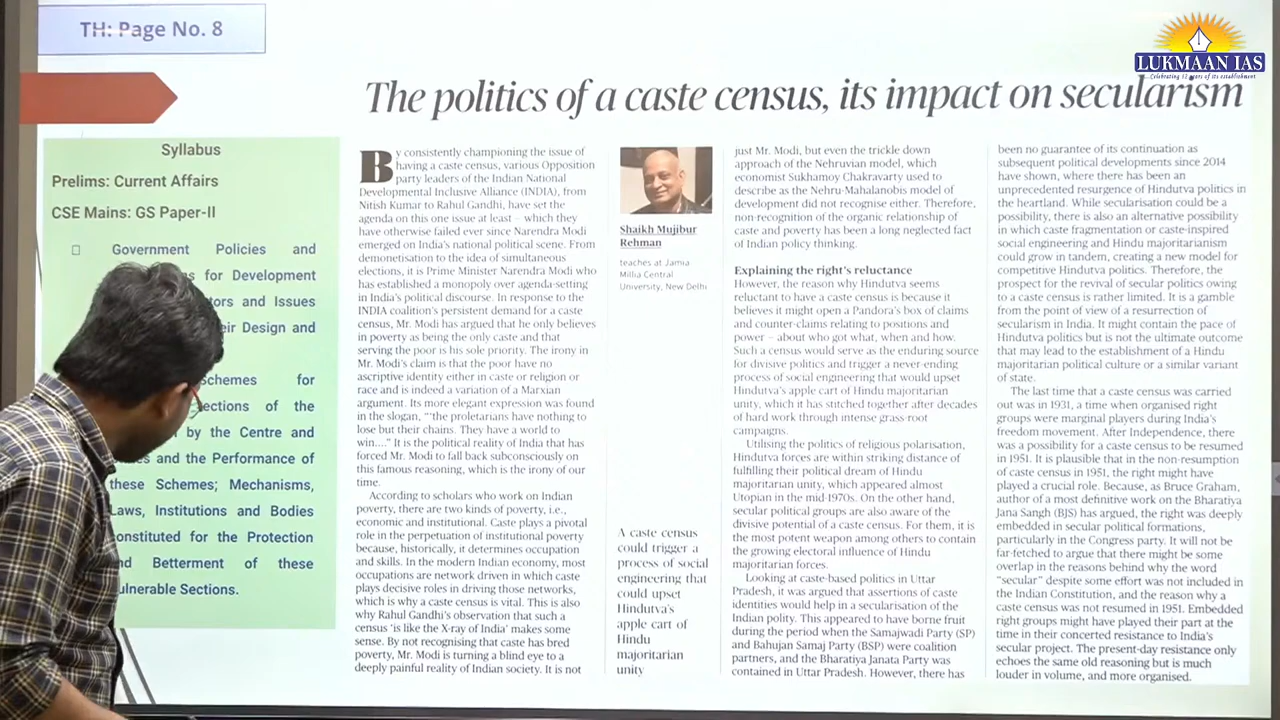 TH: Page No. 8
LUKMAAN IAS
The politics of a caste census, its impact on secularism
Syllabus
Prelims: Current Affairs
CSE Mains: GS Paper-II
Government Policies and
for Development
and Issues
Design and
schemes for
sections of the
by the Centre and
and the Performance of
these Schemes; Mechanisms,
Laws, Institutions and Bodies
constituted for the Protection
Betterment of these
Vulnerable Sections.
By consistently championing the issue of
having a caste census, various Opposition
party leaders of the Indian National
Developmental Inclusive Alliance (INDIA), from
Nitish Kumar to Rahul Gandhi, have set the
agenda on this one issue at least – which they
have otherwise failed ever since Narendra Modi
emerged on India's national political scene. From
demonetisation to the idea of simultaneous
elections, it is Prime Minister Narendra Modi who
has established a monopoly over agenda-setting
in India's political discourse. In response to the
INDIA coalition's persistent demand for a caste
census, Mr. Modi has argued that he only believes
in poverty as being the only caste and that
serving the poor is his sole priority. The irony in
Mr. Modi's claim is that the poor have no
ascriptive identity either in caste or religion or
race and is indeed a variation of a Marxian
argument. Its more elegant expression was found
in the slogan, "'the proletarians have nothing to
lose but their chains. They have a world to
win...." It is the political reality of India that has
forced Mr. Modi to fall back subconsciously on
this famous reasoning, which is the irony of our
time.
According to scholars who work on Indian
poverty, there are two kinds of poverty, i.e.,
economic and institutional. Caste plays a pivotal
role in the perpetuation of institutional poverty
because, historically, it determines occupation
and skills. In the modern Indian economy, most
occupations are network driven in which caste
plays decisive roles in driving those networks,
which is why a caste census is vital. This is also
why Rahul Gandhi's observation that such a
census 'is like the X-ray of India' makes some
sense. By not recognising that caste has bred
poverty, Mr. Modi is turning a blind eye to a
deeply painful reality of Indian society. It is not
Shaikh Mujibur
Rehman
teaches at Jamia
Millia Central
University, New Delhi
A caste census
could trigger a
process of social
engineering that
could upset
Hindutva's
apple cart of
Hindu
majoritarian
unity
just Mr. Modi, but even the trickle down
approach of the Nehruvian model, which
economist Sukhamoy Chakravarty used to
describe as the Nehru-Mahalanobis model of
development did not recognise either. Therefore,
non-recognition of the organic relationship of
caste and poverty has been a long neglected fact
of Indian policy thinking.
Explaining the right's reluctance
However, the reason why Hindutva seems
reluctant to have a caste census is because it
believes it might open a Pandora's box of claims
and counter-claims relating to positions and
power – about who got what, when and how.
Such a census would serve as the enduring source
for divisive politics and trigger a never-ending
process of social engineering that would upset
Hindutva's apple cart of Hindu majoritarian
unity, which it has stitched together after decades
of hard work through intense grass root
campaigns.
Utilising the politics of religious polarisation,
Hindutva forces are within striking distance of
fulfilling their political dream of Hindu
majoritarian unity, which appeared almost
Utopian in the mid-1970s. On the other hand,
secular political groups are also aware of the
divisive potential of a caste census. For them, it is
the most potent weapon among others to contain
the growing electoral influence of Hindu
majoritarian forces.
Looking at caste-based politics in Uttar
Pradesh, it was argued that assertions of caste
identities would help in a secularisation of the
Indian polity. This appeared to have borne fruit
during the period when the Samajwadi Party (SP)
and Bahujan Samaj Party (BSP) were coalition
partners, and the Bharatiya Janata Party was
contained in Uttar Pradesh. However, there has
been no guarantee of its continuation as
subsequent political developments since 2014
have shown, where there has been an
unprecedented resurgence of Hindutva politics in
the heartland. While secularisation could be a
possibility, there is also an alternative possibility
in which caste fragmentation or caste-inspired
social engineering and Hindu majoritarianism
could grow in tandem, creating a new model for
competitive Hindutva politics. Therefore, the
prospect for the revival of secular politics owing
to a caste census is rather limited. It is a gamble
from the point of view of a resurrection of
secularism in India. It might contain the pace of
Hindutva politics but is not the ultimate outcome
that may lead to the establishment of a Hindu
majoritarian political culture or a similar variant
of state.
The last time that a caste census was carried
out was in 1931, a time when organised right
groups were marginal players during India's
freedom movement. After Independence, there
was a possibility for a caste census to be resumed
in 1951. It is plausible that in the non-resumption
of caste census in 1951, the right might have
played a crucial role. Because, as Bruce Graham,
author of a most definitive work on the Bharatiya
Jana Sangh (BJS) has argued, the right was deeply
embedded in secular political formations,
particularly in the Congress party. It will not be
far-fetched to argue that there might be some
overlap in the reasons behind why the word
"secular" despite some effort was not included in
the Indian Constitution, and the reason why a
caste census was not resumed in 1951. Embedded
right groups might have played their part at the
time in their concerted resistance to India's
secular project. The present-day resistance only
echoes the same old reasoning but is much
louder in volume, and more organised.